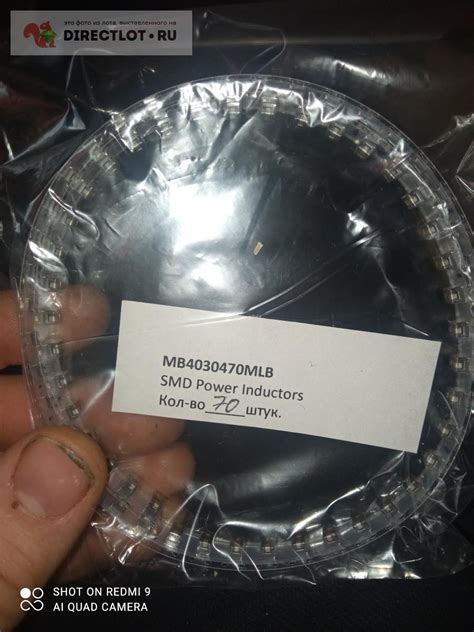 это фото из лота, выставленного на
DIRECTLOT.RU
MB4030470MLB
SMD Power Inductors
Кол-во 70 штук.
SHOT ON REDMI 9
AI QUAD CAMERA